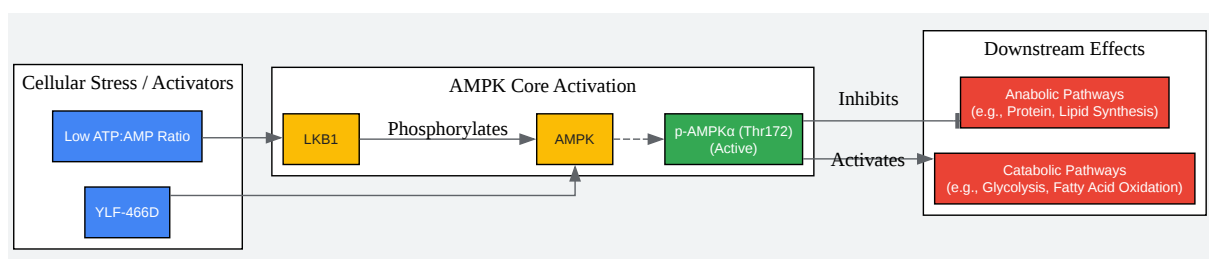 Cellular Stress / Activators
Low ATP:AMP Ratio
YLF-466D
AMPK Core Activation
LKB1
Phosphorylates
AMPK
p-AMPKα (Thr172)
(Active)
Inhibits
Activates
Downstream Effects
Anabolic Pathways
(e.g., Protein, Lipid Synthesis)
Catabolic Pathways
(e.g., Glycolysis, Fatty Acid Oxidation)